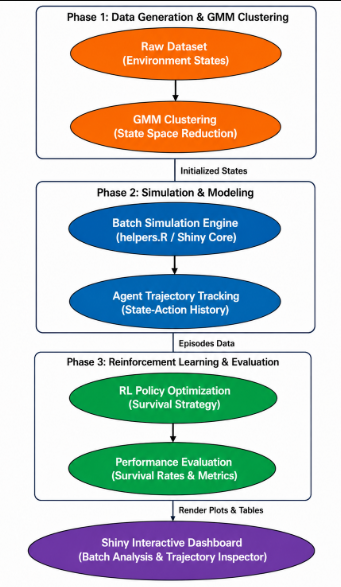 Phase 1: Data Generation & GMM Clustering
Raw Dataset
(Environment States)
GMM Clustering
(State Space Reduction)
Initialized States
Phase 2: Simulation & Modeling
Batch Simulation Engine
(helpers.R / Shiny Core)
Agent Trajectory Tracking
(State-Action History)
Episodes Data
Phase 3: Reinforcement Learning & Evaluation
RL Policy Optimization
(Survival Strategy)
Performance Evaluation
(Survival Rates & Metrics)
Render Plots & Tables
Shiny Interactive Dashboard
(Batch Analysis & Trajectory Inspector)